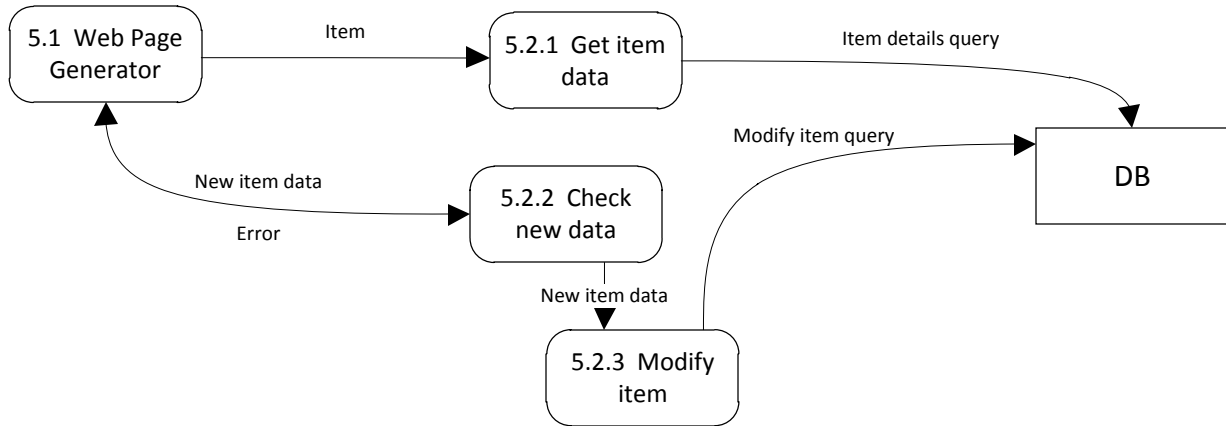 5.1 Web Page
Generator
Item
5.2.1 Get item
data
Item details query
Modify item query
DB
New item data
Error
5.2.2 Check
new data
New item data
5.2.3 Modify
item